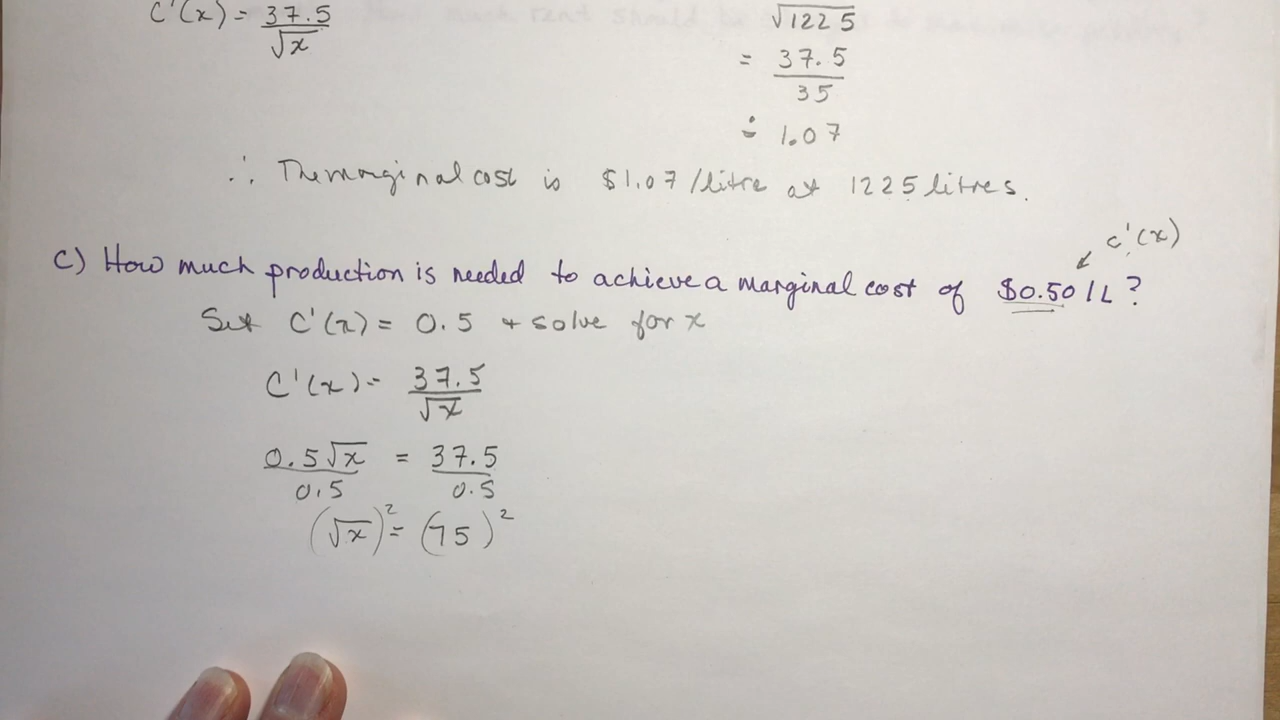 C'(x) = 37.5
√x
√1225
= 37.5
35
≐ 1.07
∴ The marginal cost is $1.07/litre at 1225 litres.
C'(x)
c) How much production is needed to achieve a marginal cost of $0.50/L?
Set C'(x) = 0.5 + solve for x
C'(x) = 37.5
√x
0.5√x = 37.5
0.5 0.5
(√x)² = (75)²